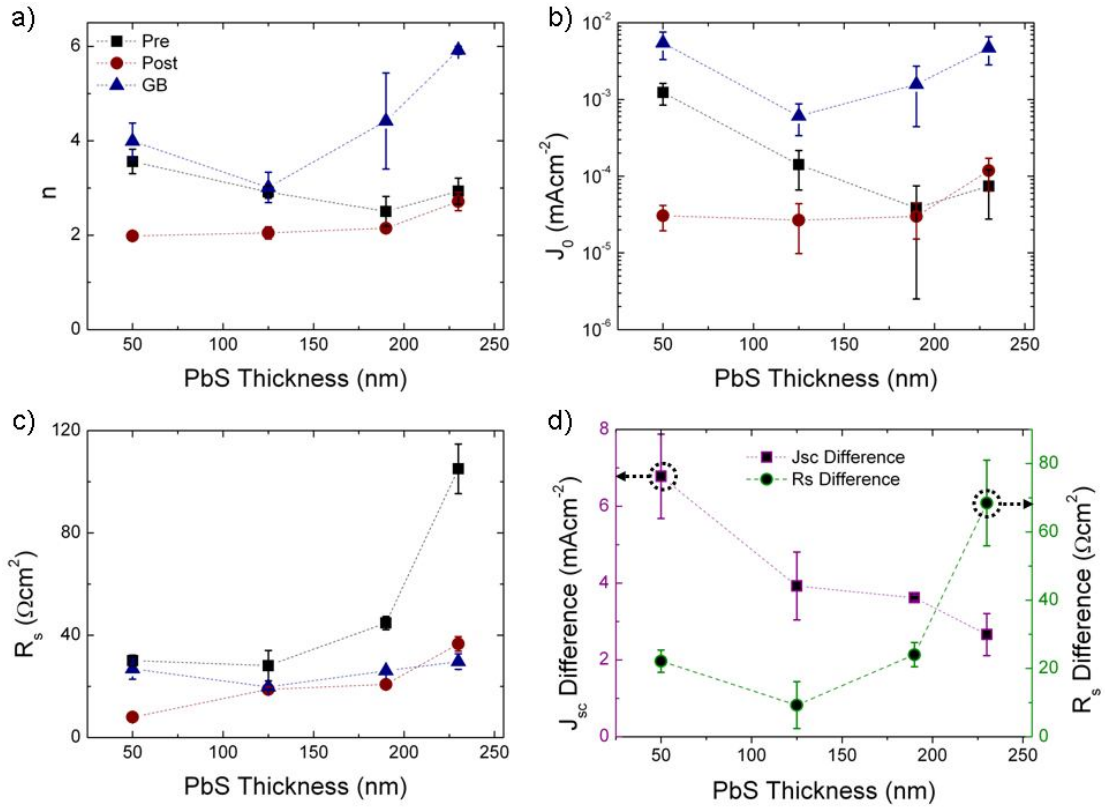 a)
Pre
Post
GB
6
4
2
0
n
50 100 150 200 250
PbS Thickness (nm)
b)
10⁻²
10⁻³
10⁻⁴
10⁻⁵
10⁻⁶
J₀ (mAcm⁻²)
50 100 150 200 250
PbS Thickness (nm)
c)
120
80
40
0
Rₛ (Ωcm²)
50 100 150 200 250
PbS Thickness (nm)
d)
Jsc Difference
Rs Difference
8
6
4
2
0
J_sc Difference (mAcm⁻²)
80
60
40
20
0
Rₛ Difference (Ωcm²)
50 100 150 200 250
PbS Thickness (nm)